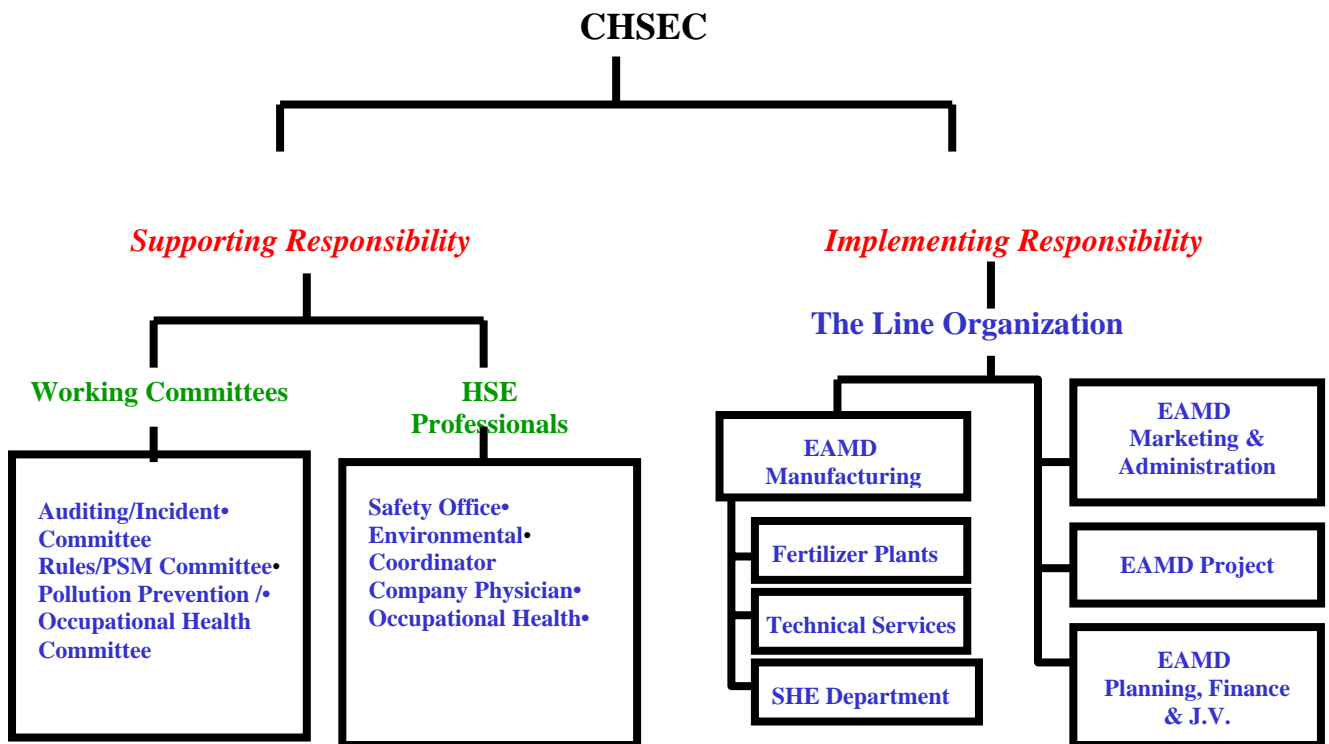 CHSEC
Supporting Responsibility
Working Committees
Auditing/Incident•
Committee
Rules/PSM Committee•
Pollution Prevention /•
Occupational Health
Committee
HSE
Professionals
Safety Office•
Environmental•
Coordinator
Company Physician•
Occupational Health•
Implementing Responsibility
The Line Organization
EAMD
Manufacturing
Fertilizer Plants
Technical Services
SHE Department
EAMD
Marketing &
Administration
EAMD Project
EAMD
Planning, Finance
& J.V.